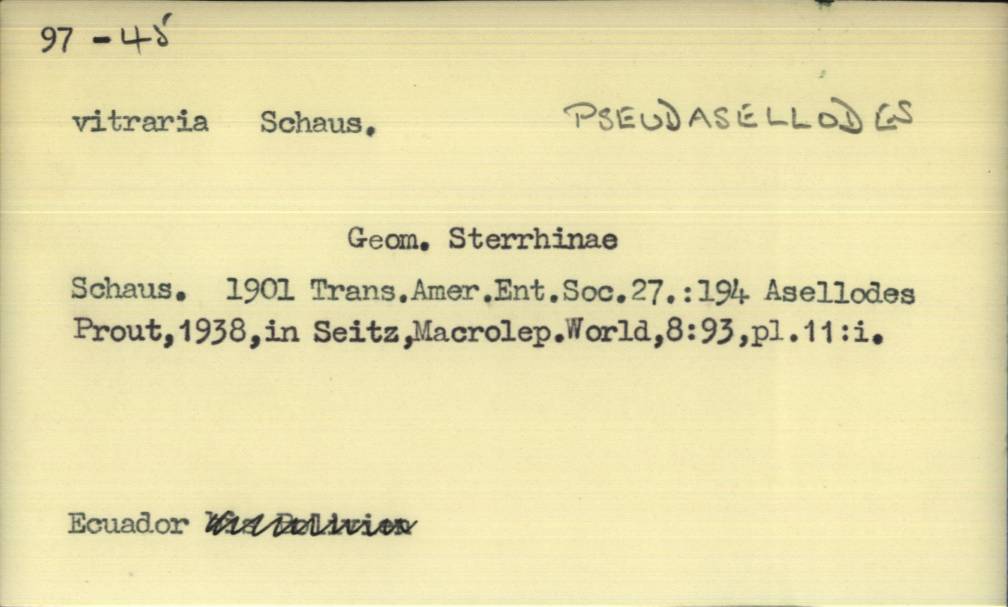 97 - 45
vitraria Schaus. PSEUDASELLODES
Geom. Sterrhinae
Schaus. 1901 Trans.Amer.Ent.Soc.27.:194 Asellodes
Prout,1938,in Seitz,Macrolep.World,8:93,pl.11:i.
Ecuador